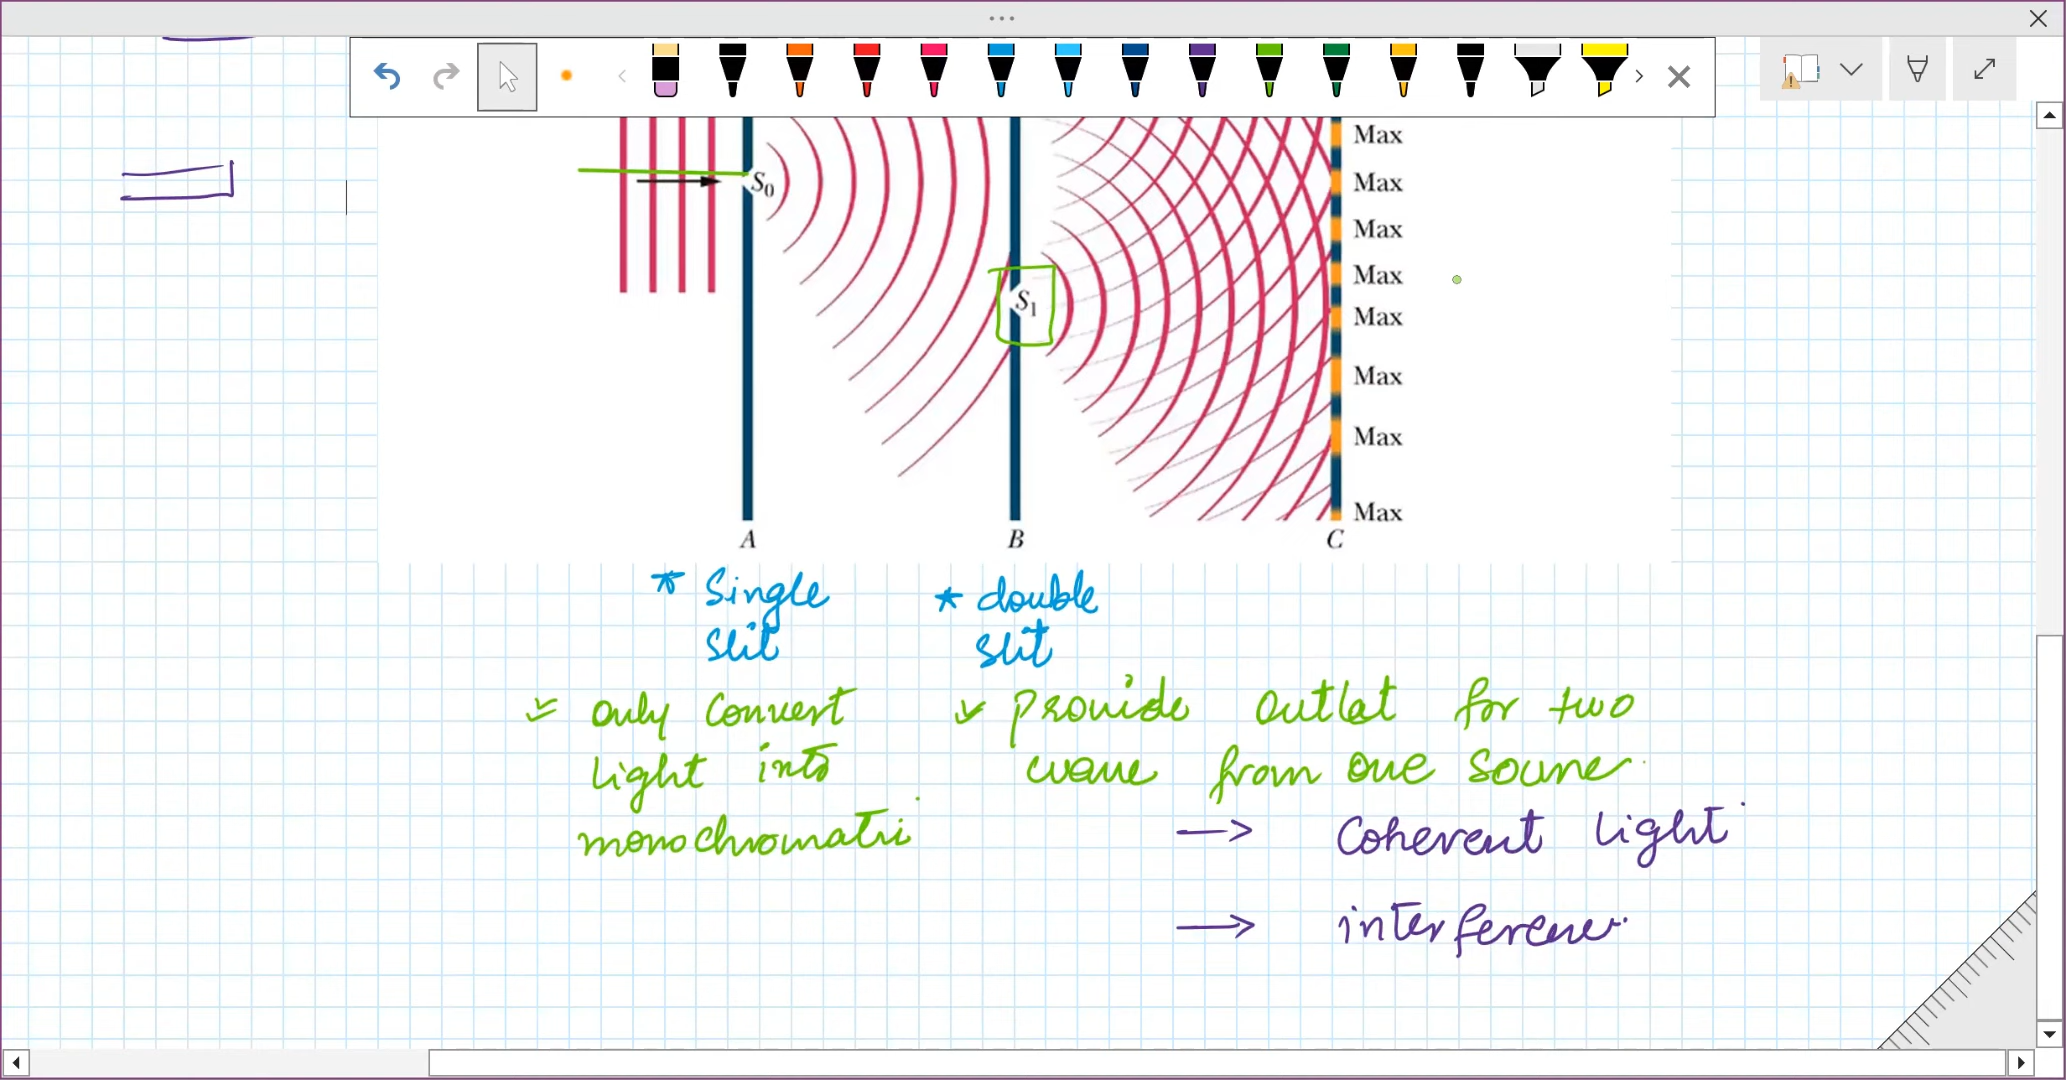 Max
S0
Max
Max
Max
S1
Max
Max
Max
Max
A B C
* Single * double
slit slit
only convert provide outlet for two
light into wave from one source
monochromatic
→ Coherent light
→ interference